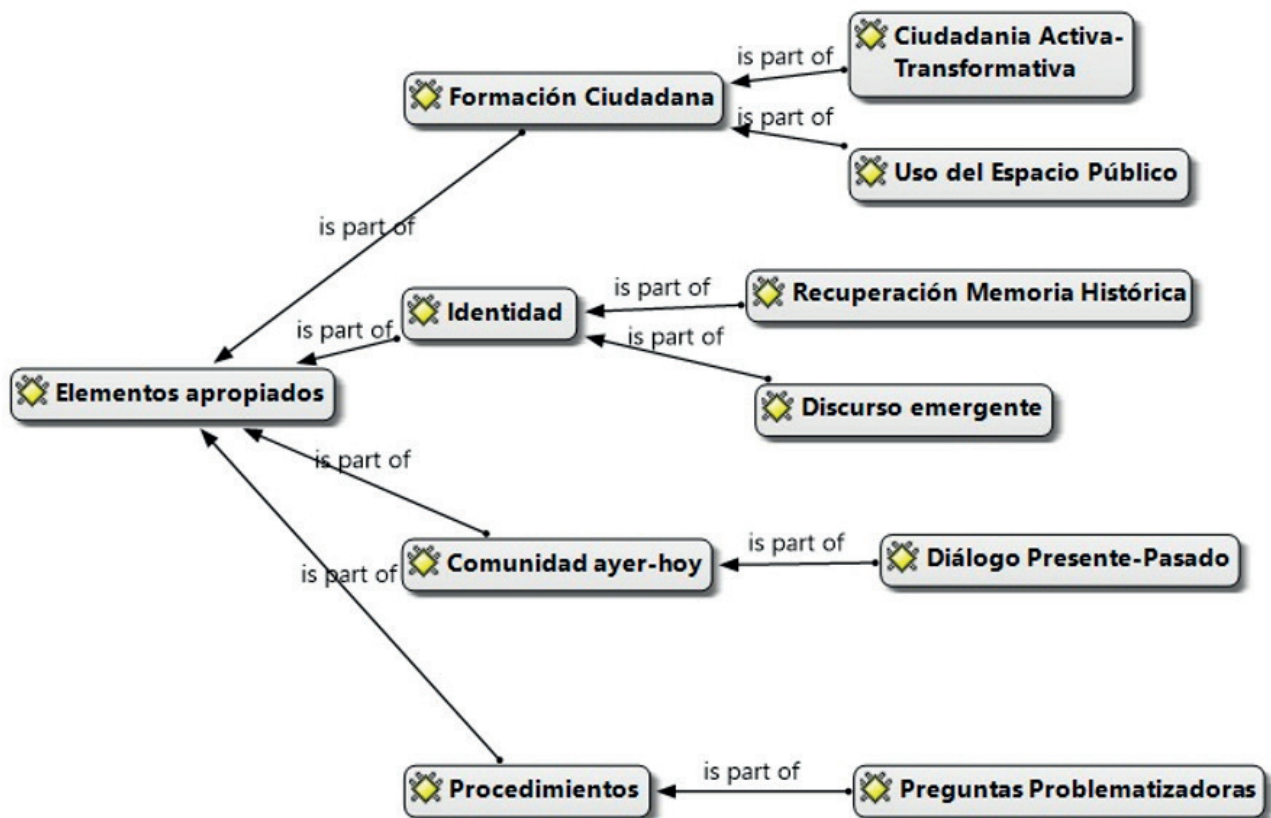 Ciudadania Activa-
Transformativa
is part of
Formación Ciudadana
is part of
Uso del Espacio Público
is part of
Recuperación Memoria Histórica
is part of
Identidad
is part of
is part of
Elementos apropiados
Discurso emergente
is part of
Comunidad ayer-hoy
is part of
Diálogo Presente-Pasado
is part of
Procedimientos
is part of
Preguntas Problematizadoras